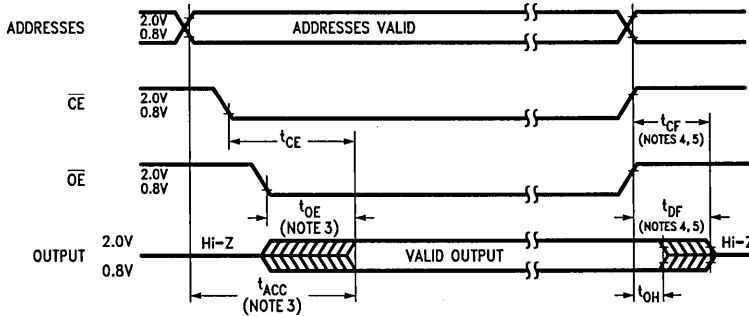 ADDRESSES
2.0V
0.8V
ADDRESSES VALID
CE
2.0V
0.8V
tCE
tCF
(NOTES 4, 5)
OE
2.0V
0.8V
tOE
(NOTE 3)
tDF
(NOTES 4, 5)
OUTPUT
2.0V
0.8V
Hi-Z
VALID OUTPUT
Hi-Z
tACC
(NOTE 3)
tOH